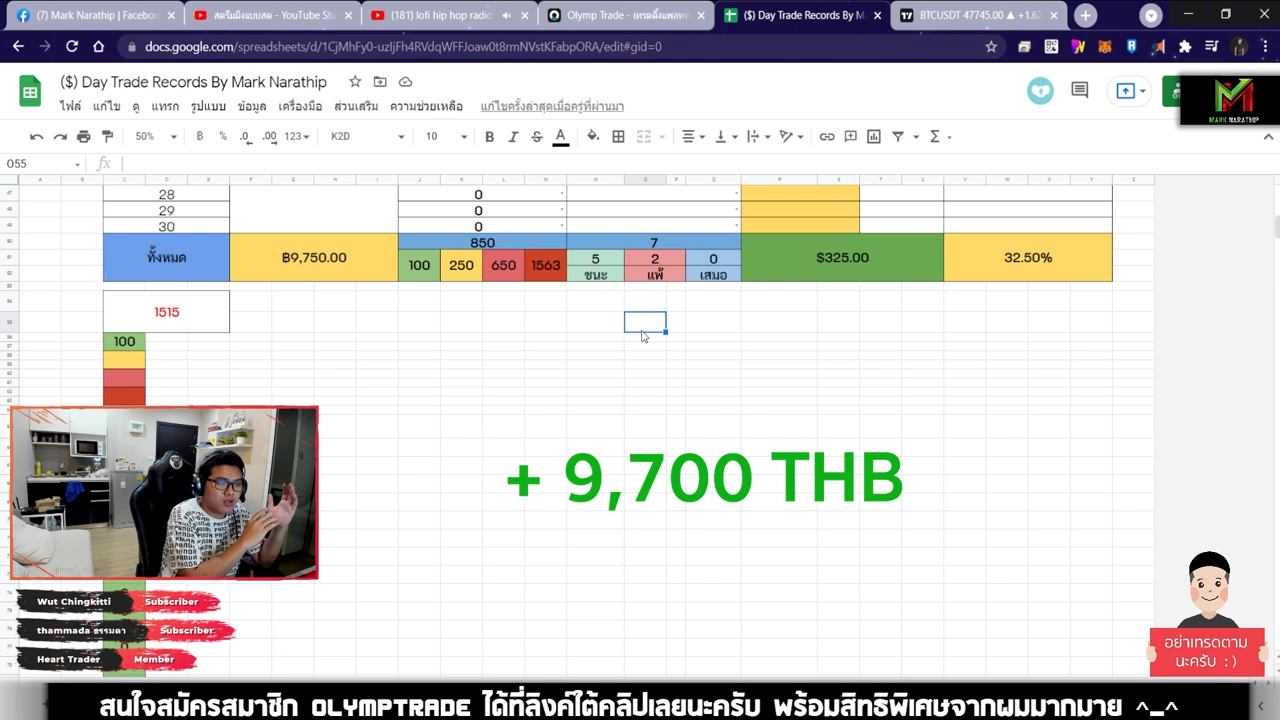 (7) Mark Narathip | Facebook
สตรีมมิ่งแบบสด - YouTube Stu
(181) lofi hip hop radio
Olymp Trade - เทรดดิ้งแพลท
($) Day Trade Records By M
BTCUSDT 47745.00 ▲ +1.62
docs.google.com/spreadsheets/d/1CjMhFy0-uzIjFh4RVdqWFFJoaw0t8rmNVstKFabpORA/edit#gid=0
($) Day Trade Records By Mark Narathip
ไฟล์ แก้ไข ดู แทรก รูปแบบ ข้อมูล เครื่องมือ ส่วนเสริม ความช่วยเหลือ แก้ไขครั้งล่าสุดเมื่อครู่ที่ผ่านมา
MARK NARATHIP
50% ฿ % .0 .00 123 K2D 10 B I S A
O55 fx
28 0
29 0
30 0
ทั้งหมด ฿9,750.00 850 7 $325.00 32.50%
100 250 650 1563 5 2 0
ชนะ แพ้ เสมอ
1515
100
+ 9,700 THB
Wut Chingkitti Subscriber
thammada ธรรมดา Subscriber
Heart Trader Member
อย่าเทรดตาม
นะครับ : )
สนใจสมัครสมาชิก OLYMPTRADE ได้ที่ลิงค์ใต้คลิปเลยนะครับ พร้อมสิทธิพิเศษจากผมมากมาย ^_^